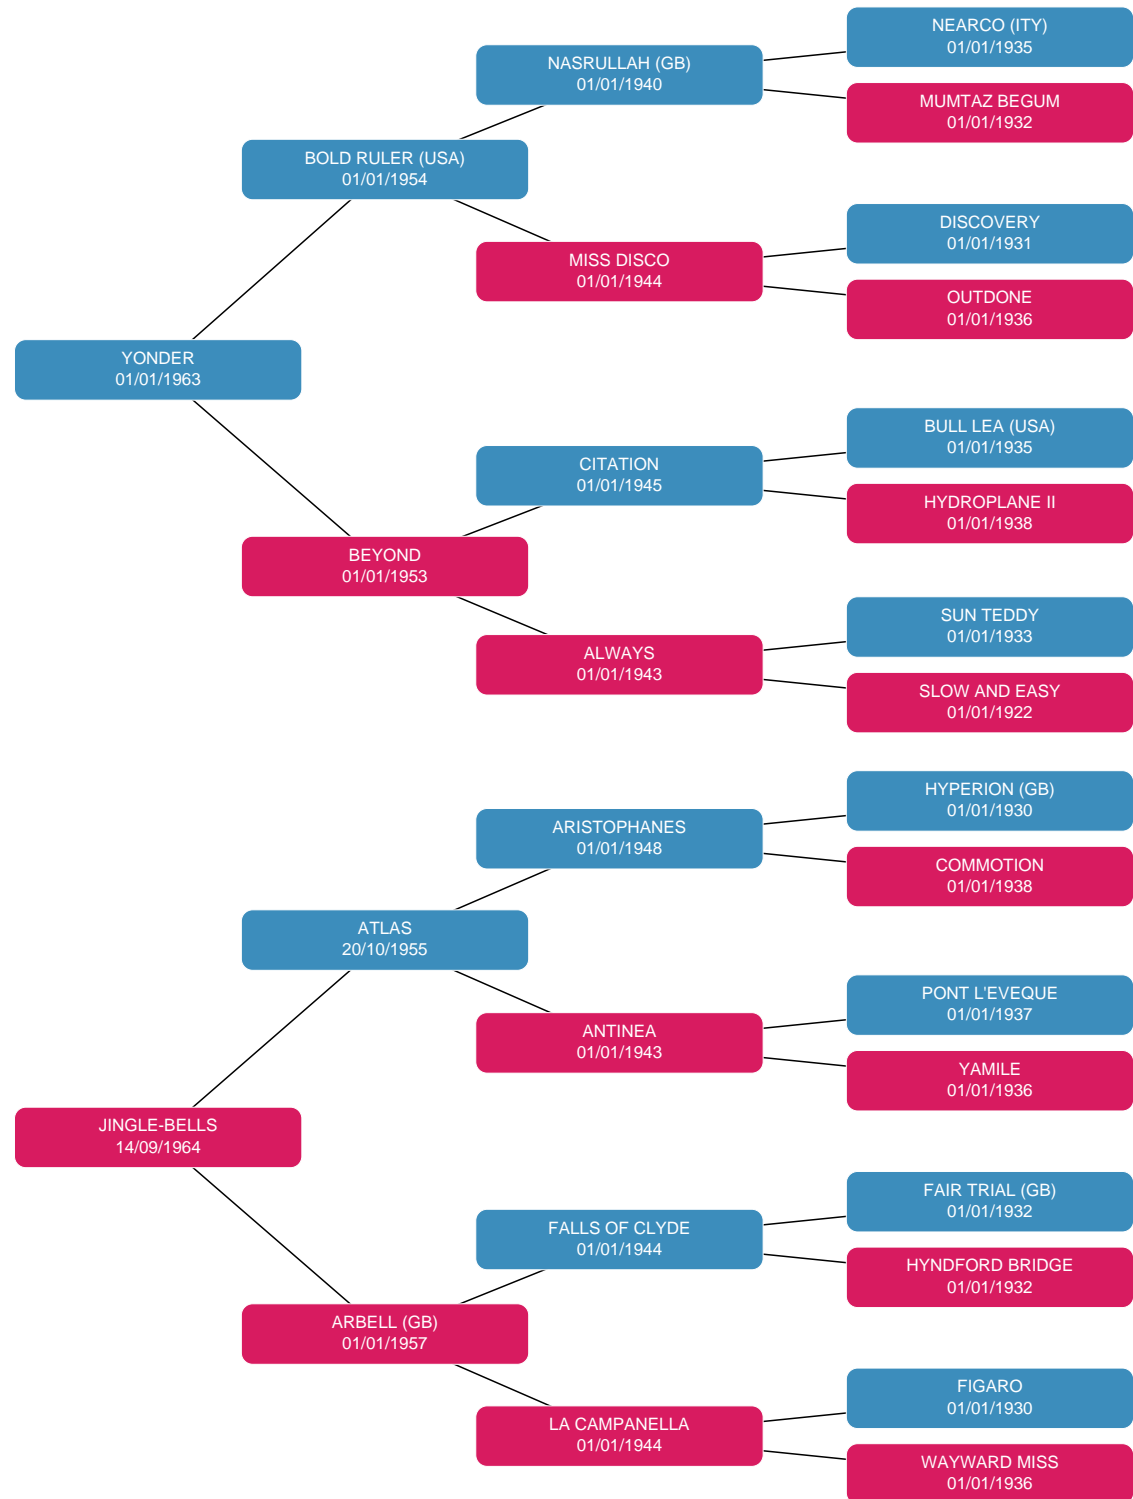 NEARCO (ITY)
01/01/1935
NASRULLAH (GB)
01/01/1940
MUMTAZ BEGUM
01/01/1932
BOLD RULER (USA)
01/01/1954
DISCOVERY
01/01/1931
MISS DISCO
01/01/1944
OUTDONE
01/01/1936
YONDER
01/01/1963
BULL LEA (USA)
01/01/1935
CITATION
01/01/1945
HYDROPLANE II
01/01/1938
BEYOND
01/01/1953
SUN TEDDY
01/01/1933
ALWAYS
01/01/1943
SLOW AND EASY
01/01/1922
HYPERION (GB)
01/01/1930
ARISTOPHANES
01/01/1948
COMMOTION
01/01/1938
ATLAS
20/10/1955
PONT L'EVEQUE
01/01/1937
ANTINEA
01/01/1943
YAMILE
01/01/1936
JINGLE-BELLS
14/09/1964
FAIR TRIAL (GB)
01/01/1932
FALLS OF CLYDE
01/01/1944
HYNDFORD BRIDGE
01/01/1932
ARBELL (GB)
01/01/1957
FIGARO
01/01/1930
LA CAMPANELLA
01/01/1944
WAYWARD MISS
01/01/1936